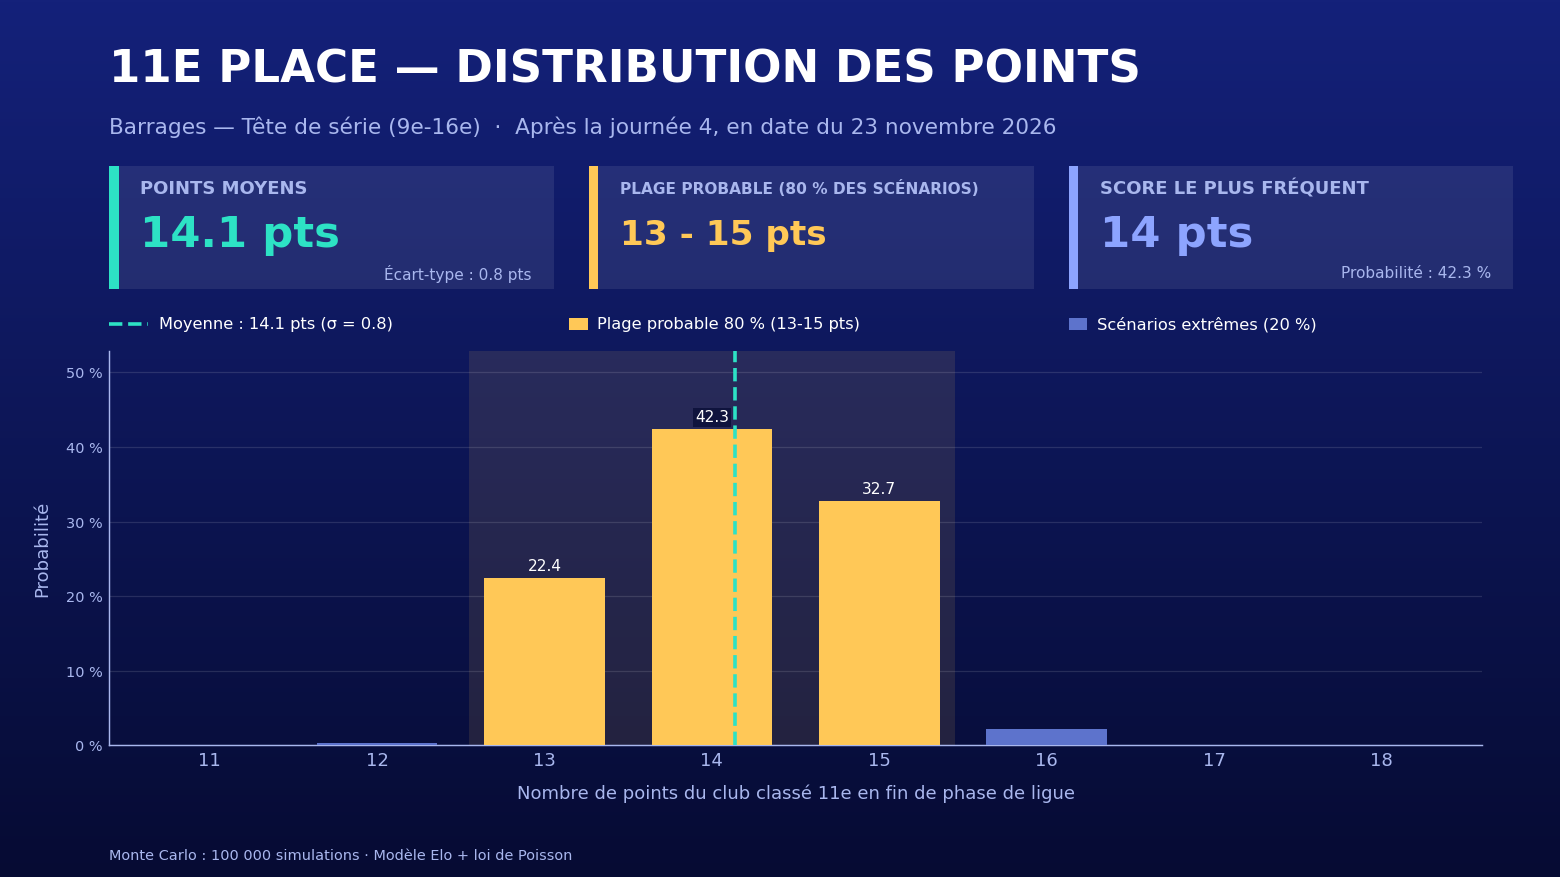 11E PLACE — DISTRIBUTION DES POINTS
Barrages — Tête de série (9e-16e)  ·  Après la journée 4, en date du 23 novembre 2026
POINTS MOYENS
14.1 pts
Écart-type : 0.8 pts
PLAGE PROBABLE (80 % DES SCÉNARIOS)
13 - 15 pts
SCORE LE PLUS FRÉQUENT
14 pts
Probabilité : 42.3 %
Moyenne : 14.1 pts (σ = 0.8)
Plage probable 80 % (13-15 pts)
Scénarios extrêmes (20 %)
Probabilité
50 %
40 %
30 %
20 %
10 %
0 %
22.4
42.3
32.7
11 12 13 14 15 16 17 18
Nombre de points du club classé 11e en fin de phase de ligue
Monte Carlo : 100 000 simulations · Modèle Elo + loi de Poisson